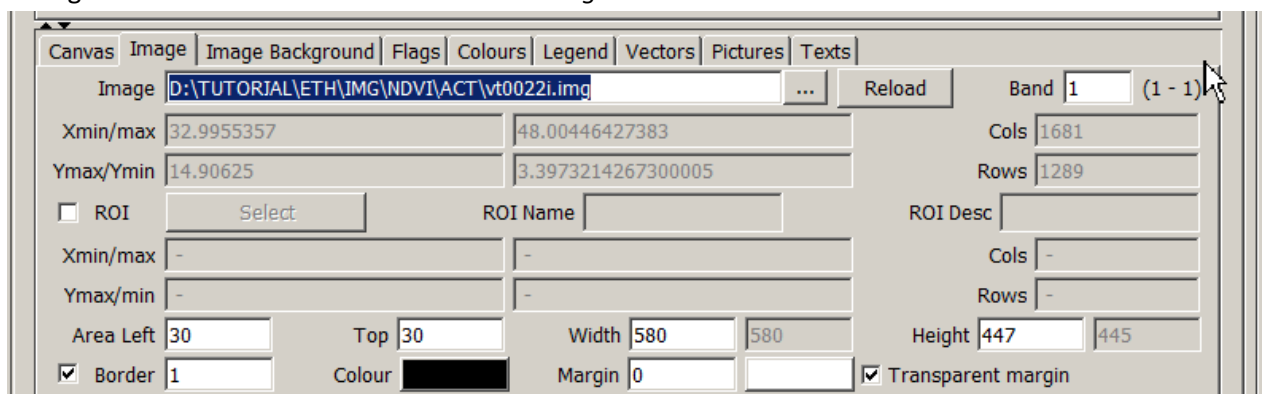 Canvas Image Image Background Flags Colours Legend Vectors Pictures Texts
Image D:\TUTORIAL\ETH\IMG\NDVI\ACT\vt0022i.img ... Reload Band 1 (1 - 1)
Xmin/max 32.9955357 48.00446427383 Cols 1681
Ymax/Ymin 14.90625 3.3973214267300005 Rows 1289
ROI Select ROI Name ROI Desc
Xmin/max - - Cols -
Ymax/min - - Rows -
Area Left 30 Top 30 Width 580 580 Height 447 445
Border 1 Colour Margin 0 Transparent margin